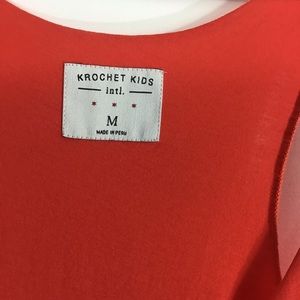 KROCHET KIDS
intl.
* * *
M
MADE IN PERU